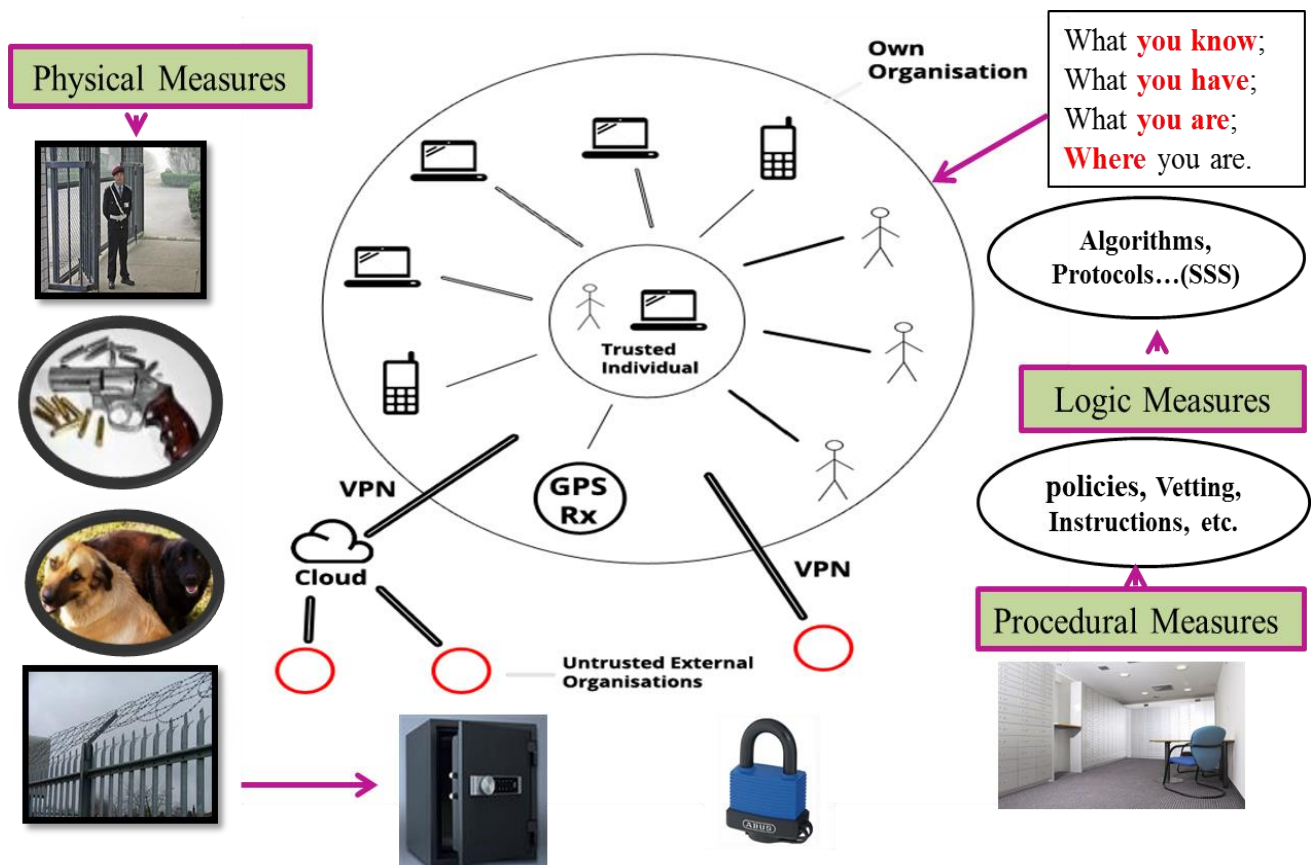 Physical Measures
Own
Organisation
What you know;
What you have;
What you are;
Where you are.
Algorithms,
Protocols…(SSS)
Trusted
Individual
Logic Measures
VPN
GPS
Rx
policies, Vetting,
Instructions, etc.
Cloud
VPN
Procedural Measures
Untrusted External
Organisations
ABUS